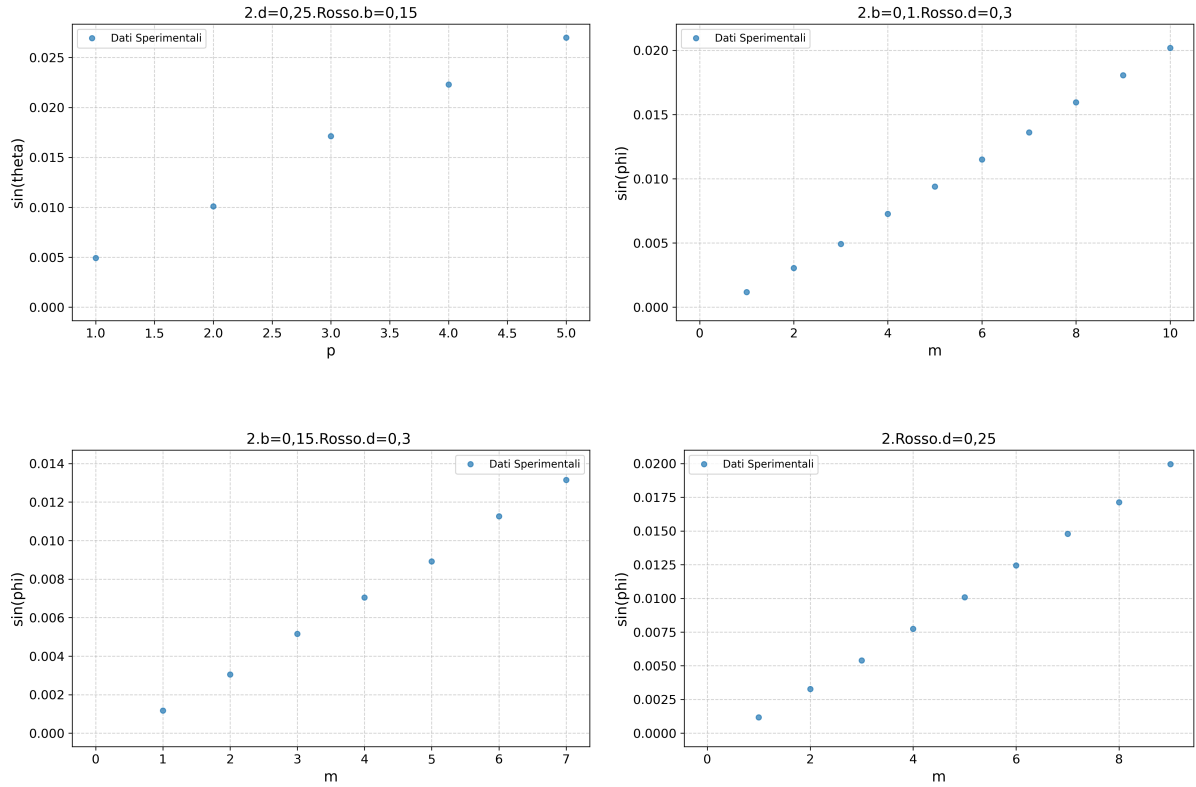 2.d=0,25.Rosso.b=0,15
Dati Sperimentali
0.025
0.020
0.015
0.010
0.005
0.000
sin(theta)
1.0 1.5 2.0 2.5 3.0 3.5 4.0 4.5 5.0
p
2.b=0,1.Rosso.d=0,3
Dati Sperimentali
0.020
0.015
0.010
0.005
0.000
sin(phi)
0 2 4 6 8 10
m
2.b=0,15.Rosso.d=0,3
Dati Sperimentali
0.014
0.012
0.010
0.008
0.006
0.004
0.002
0.000
sin(phi)
0 1 2 3 4 5 6 7
m
2.Rosso.d=0,25
Dati Sperimentali
0.0200
0.0175
0.0150
0.0125
0.0100
0.0075
0.0050
0.0025
0.0000
sin(phi)
0 2 4 6 8
m